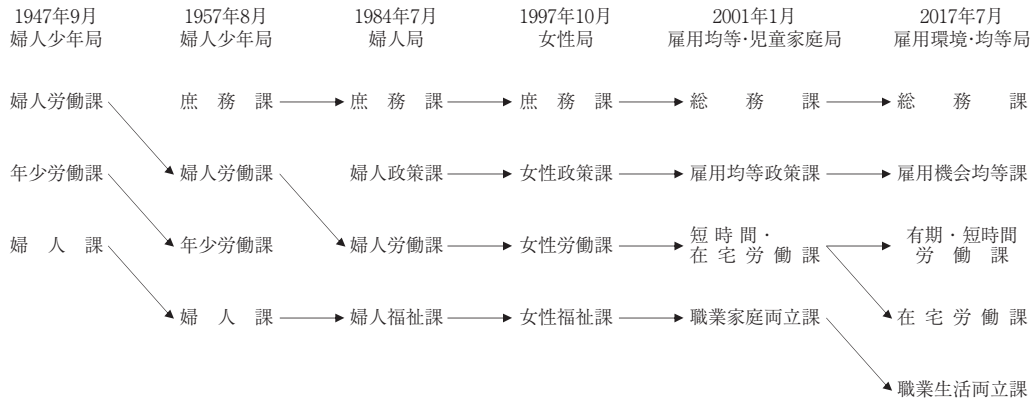 1947年9月 1957年8月 1984年7月 1997年10月 2001年1月 2017年7月
婦人少年局 婦人少年局 婦人局 女性局 雇用均等・児童家庭局 雇用環境・均等局
婦人労働課 庶務課 庶務課 庶務課 総務課 総務課
年少労働課 婦人労働課 婦人政策課 女性政策課 雇用均等政策課 雇用機会均等課
婦人課 年少労働課 婦人労働課 女性労働課 短時間・ 有期・短時間
在宅労働課 労働課
婦人課 婦人福祉課 女性福祉課 職業家庭両立課 在宅労働課
職業生活両立課